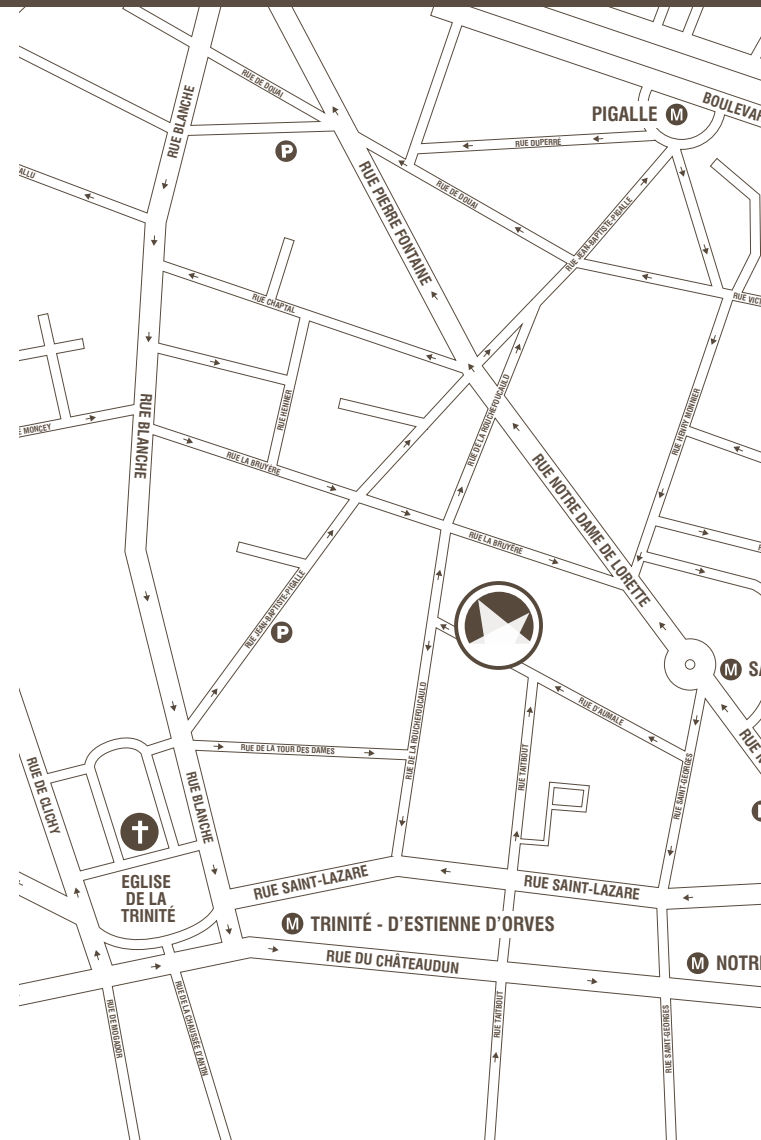 RUE DE DOUAI
RUE BLANCHE
PIGALLE M
BOULEVAR
P
RUE DUPERRÉ
RUE PIERRE FONTAINE
RUE DE DOUAI
RUE JEAN-BAPTISTE-PIGALLE
RUE CHAPTAL
RUE VICT
RUE HENNER
RUE DE LA ROUCHEFOUCAULD
RUE HENRY MONNIER
RUE BLANCHE
E MONCEY
RUE LA BRUYÈRE
RUE NOTRE DAME DE LORETTE
RUE LA BRUYÈRE
RUE JEAN-BAPTISTE-PIGALLE
P
M SA
RUE DE LA ROUCHEFOUCAULD
RUE D'AUMALE
RUE DE LA TOUR DES DAMES
RUE TAITBOUT
RUE SAINT-GEORGES
RUE N
RUE DE CLICHY
RUE BLANCHE
EGLISE
DE LA
TRINITÉ
RUE SAINT-LAZARE
RUE SAINT-LAZARE
M TRINITÉ - D'ESTIENNE D'ORVES
RUE DU CHÂTEAUDUN
M NOTRE
RUE DE MOGADOR
RUE DE LA CHAUSSÉE D'ANTIN
RUE TAITBOUT
RUE SAINT-GEORGES